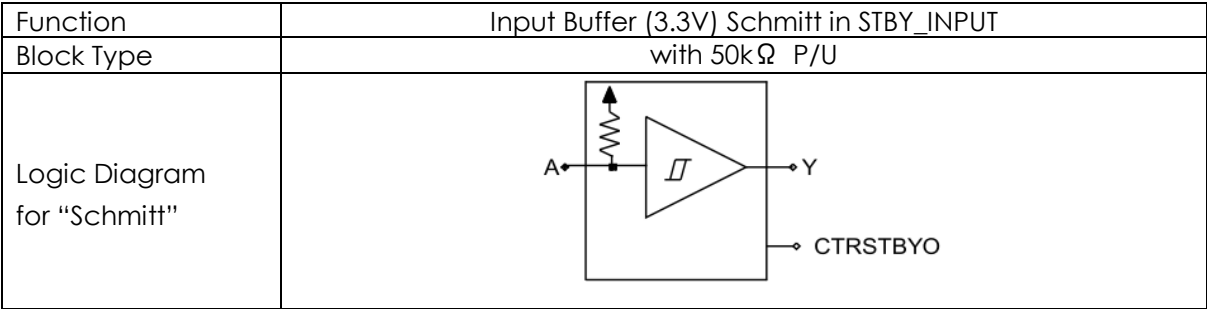 Function
Input Buffer (3.3V) Schmitt in STBY_INPUT
Block Type
with 50kΩ P/U
Logic Diagram
for “Schmitt”
A
Y
CTRSTBYO